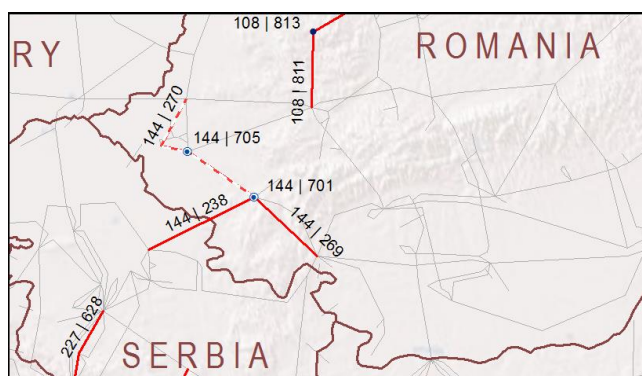 108 | 813
RY
ROMANIA
108 | 811
144 | 270
144 | 705
144 | 701
144 | 238
144 | 269
227 | 628
SERBIA